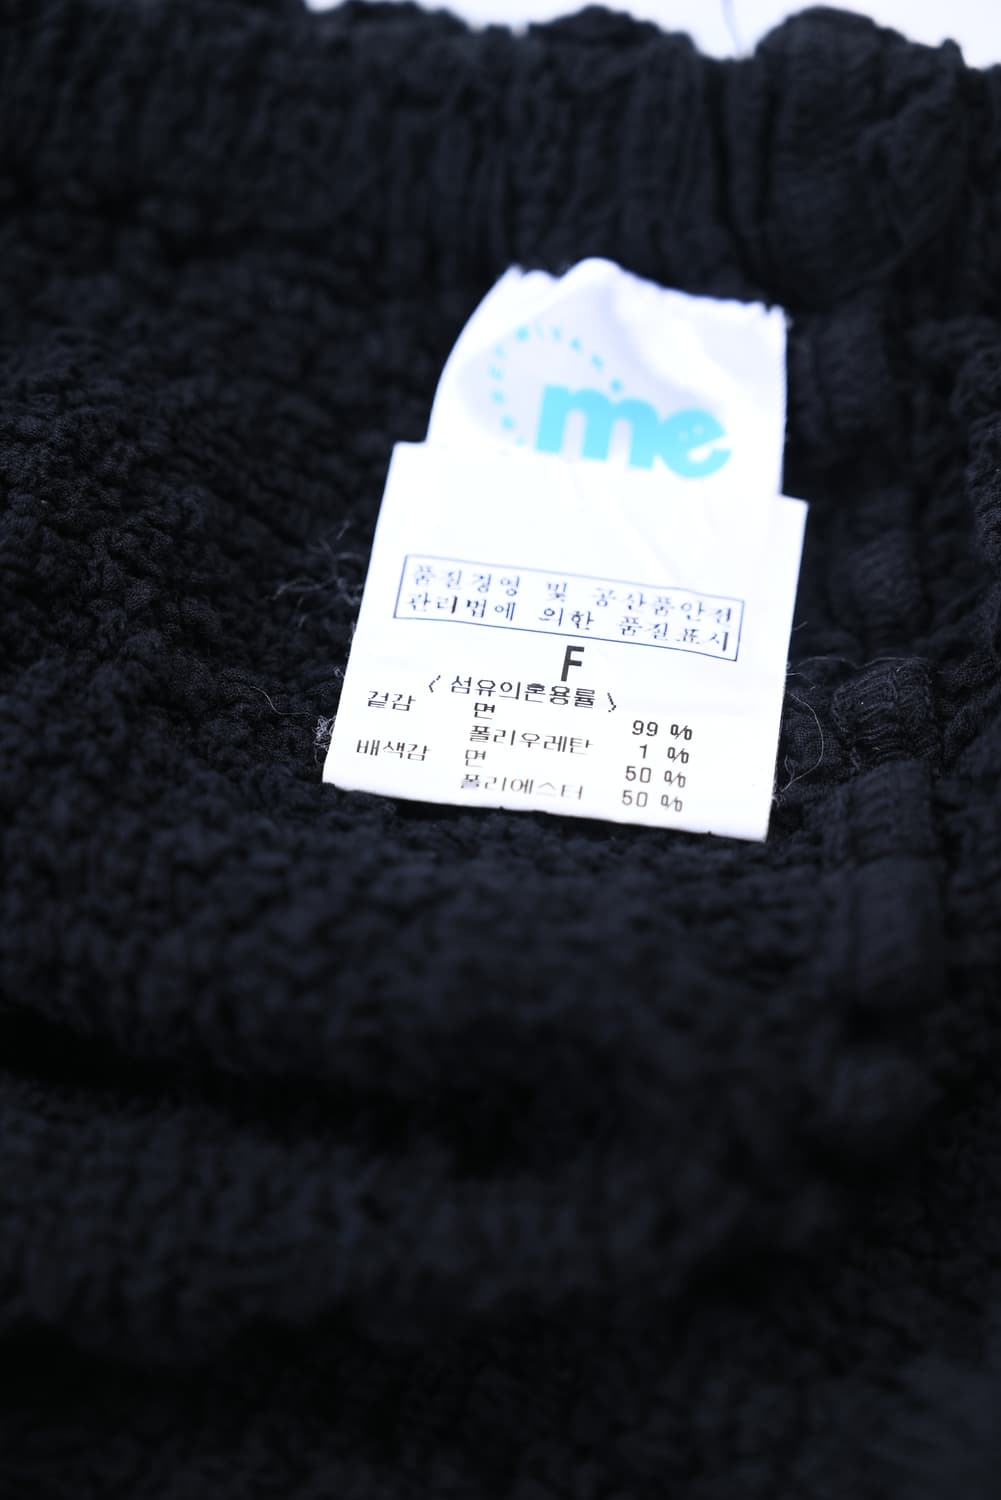 me
품질경영 및 공산품안전
관리법에 의한 품질표시
F
〈 섬유의혼용률 〉
겉감 면 99 %
폴리우레탄 1 %
배색감 면 50 %
폴리에스터 50 %